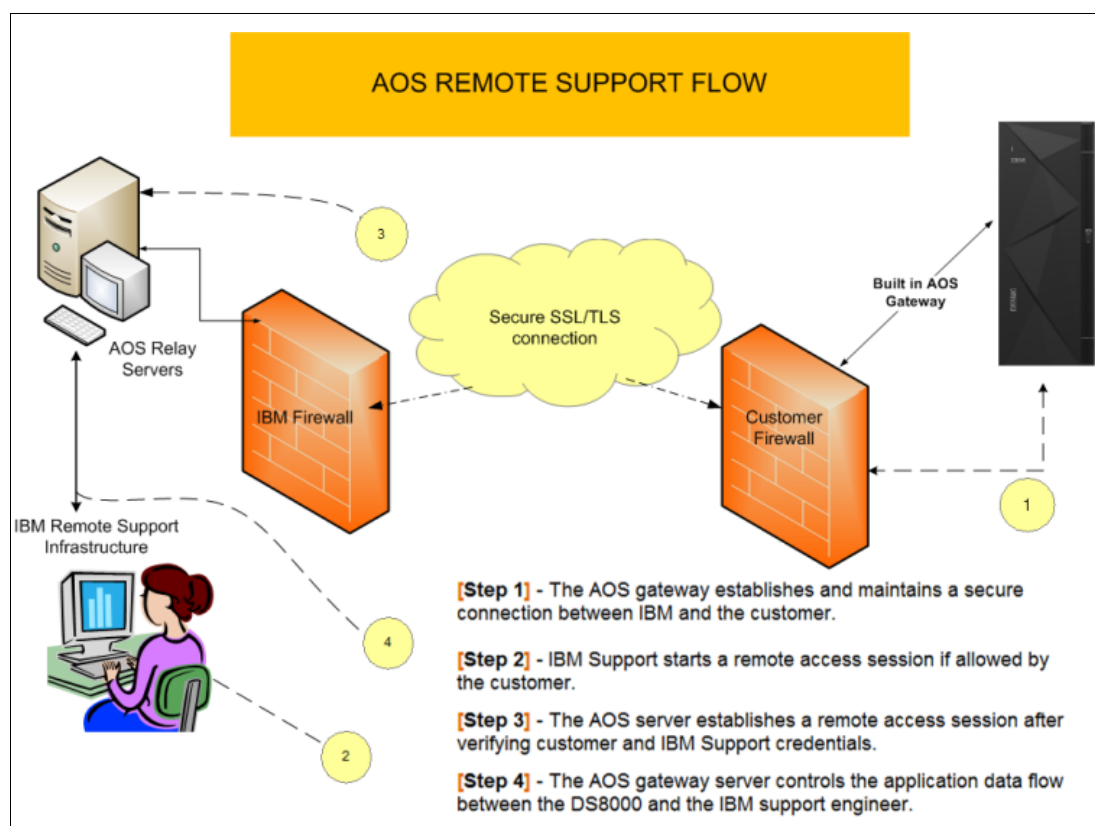 AOS REMOTE SUPPORT FLOW
3
Secure SSL/TLS
connection
Built in AOS
Gateway
IBM
AOS Relay
Servers
IBM Firewall
Customer
Firewall
1
IBM Remote Support
Infrastructure
4
2
[Step 1] - The AOS gateway establishes and maintains a secure
connection between IBM and the customer.
[Step 2] - IBM Support starts a remote access session if allowed by
the customer.
[Step 3] - The AOS server establishes a remote access session after
verifying customer and IBM Support credentials.
[Step 4] - The AOS gateway server controls the application data flow
between the DS8000 and the IBM support engineer.